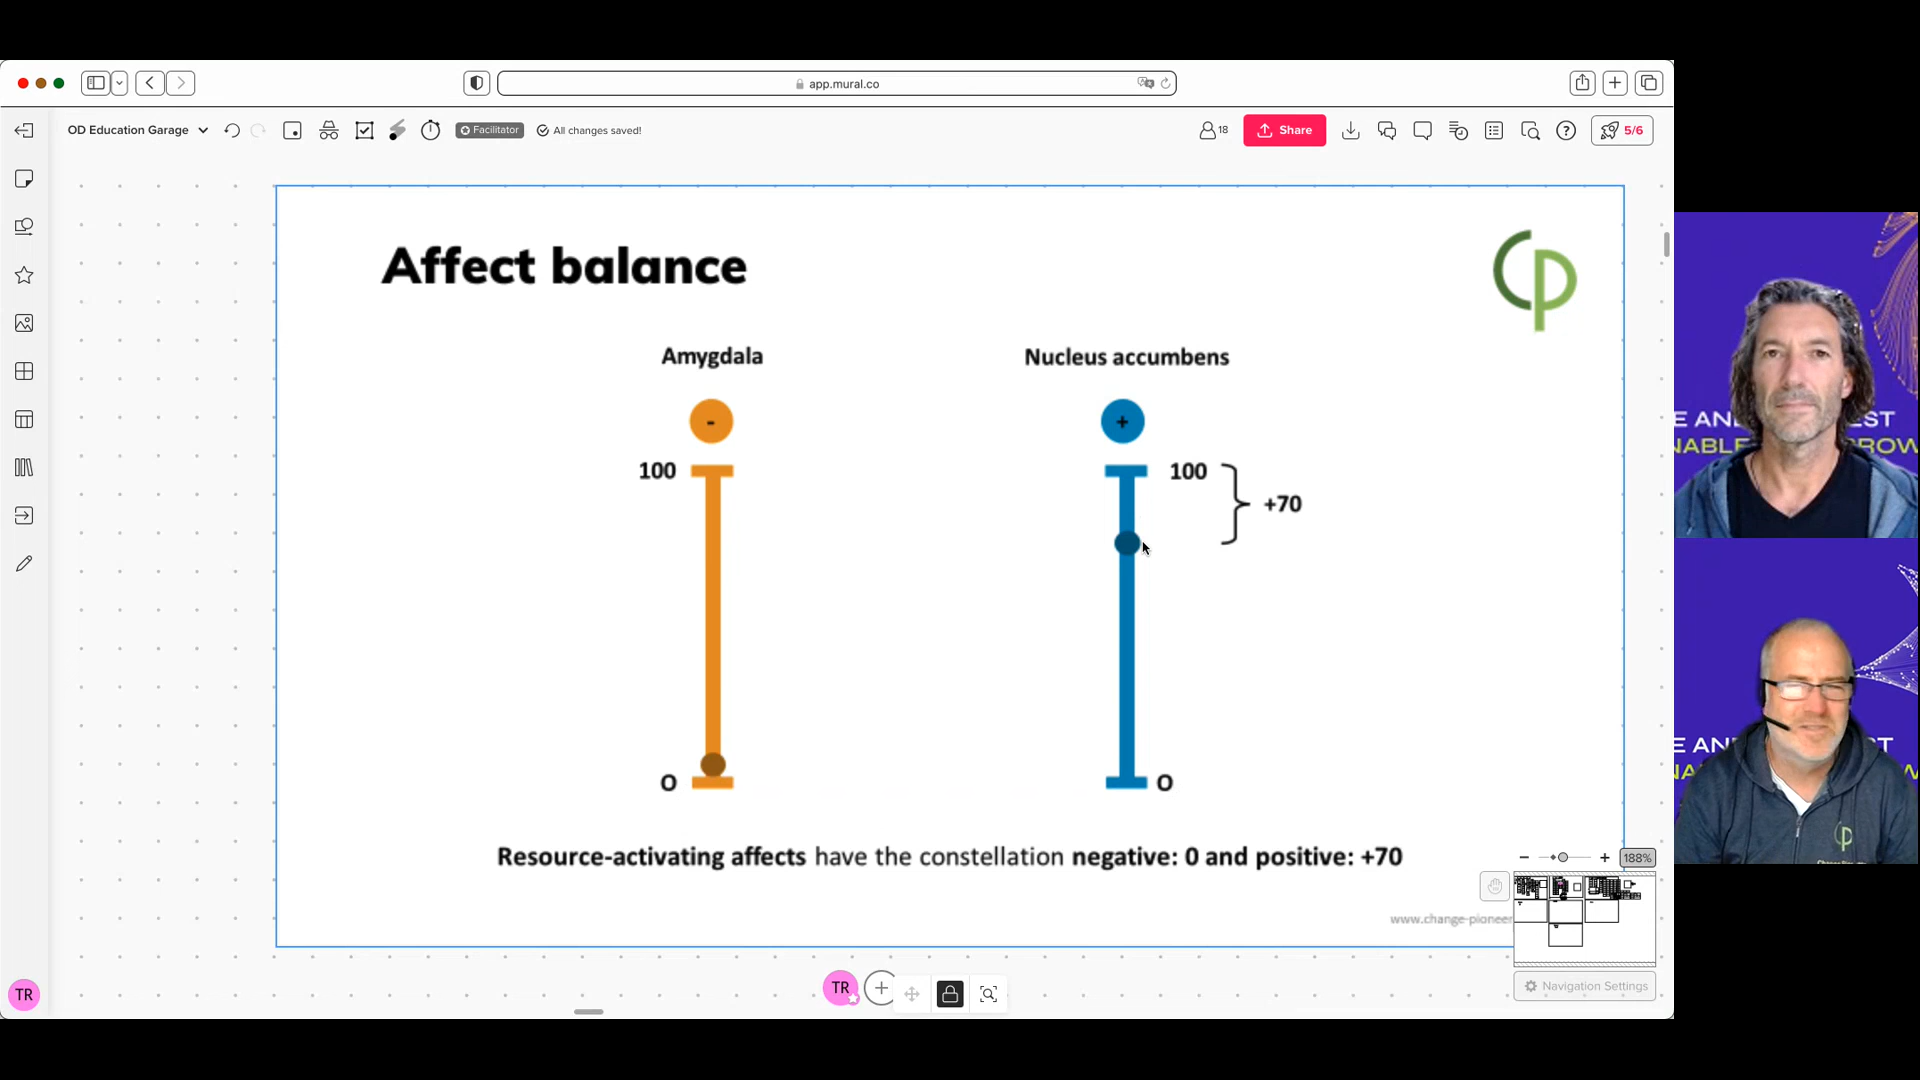 app.mural.co
OD Education Garage
Facilitator
All changes saved!
18
Share
5/6
Affect balance
Amygdala
Nucleus accumbens
-
+
100
100
+70
O
O
Resource-activating affects have the constellation negative: 0 and positive: +70
188%
www.change-pioneer
Navigation Settings
TR
TR